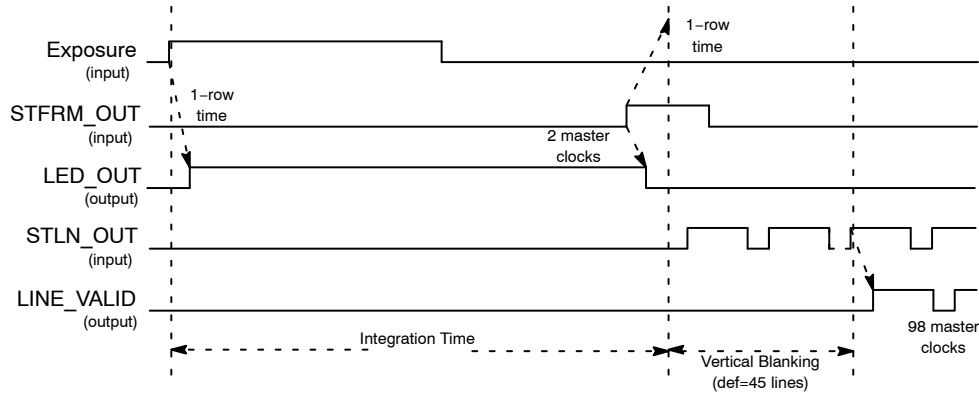 1−row
time
Exposure
(input)
1−row
time
STFRM_OUT
(input)
2 master
clocks
LED_OUT
(output)
STLN_OUT
(input)
LINE_VALID
(output)
98 master
clocks
Integration Time
Vertical Blanking
(def=45 lines)